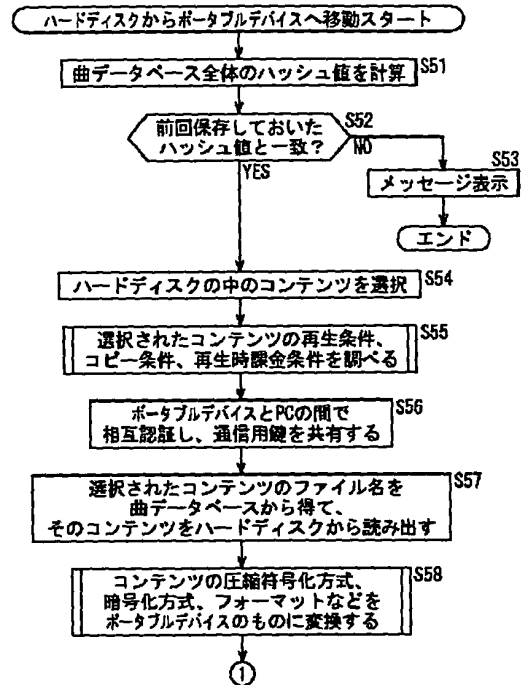 ハードディスクからポータブルデバイスへ移動スタート
曲データベース全体のハッシュ値を計算
S51
前回保存しておいた
ハッシュ値と一致?
S52
NO
YES
S53
メッセージ表示
エンド
ハードディスクの中のコンテンツを選択
S54
選択されたコンテンツの再生条件、
コピー条件、再生時課金条件を調べる
S55
ポータブルデバイスとPCの間で
相互認証し、通信用鍵を共有する
S56
選択されたコンテンツのファイル名を
曲データベースから得て、
そのコンテンツをハードディスクから読み出す
S57
コンテンツの圧縮符号化方式、
暗号化方式、フォーマットなどを
ポータブルデバイスのものに変換する
S58
1